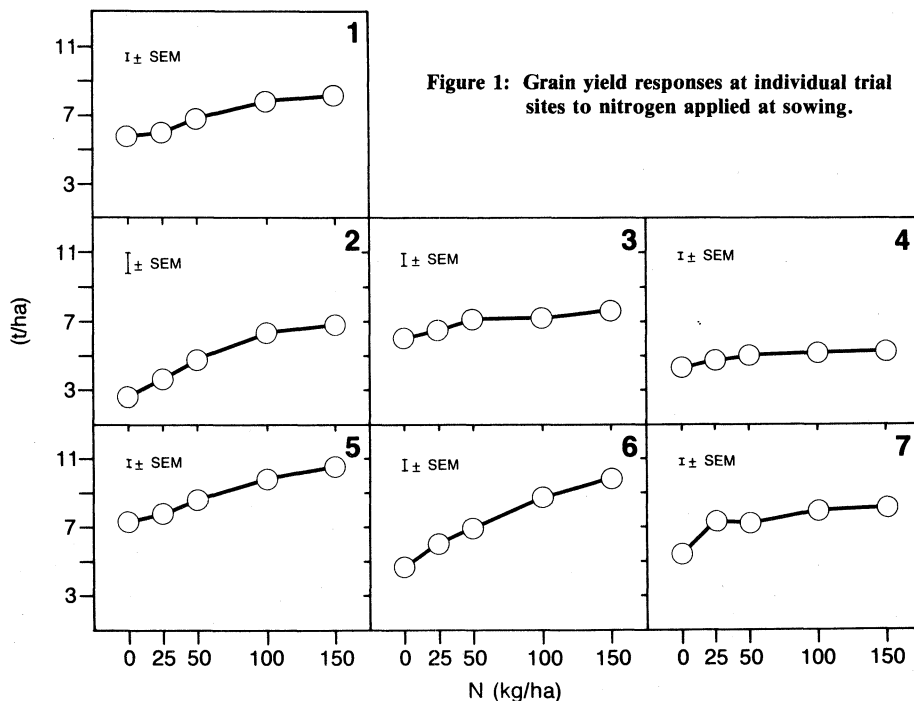 1
11
7
3
I ± SEM
Figure 1: Grain yield responses at individual trial
sites to nitrogen applied at sowing.
2
11
7
3
I ± SEM
3
I ± SEM
4
I ± SEM
(t/ha)
5
11
7
3
I ± SEM
6
I ± SEM
7
I ± SEM
0 25 50 100 150
0 25 50 100 150
0 25 50 100 150
N (kg/ha)